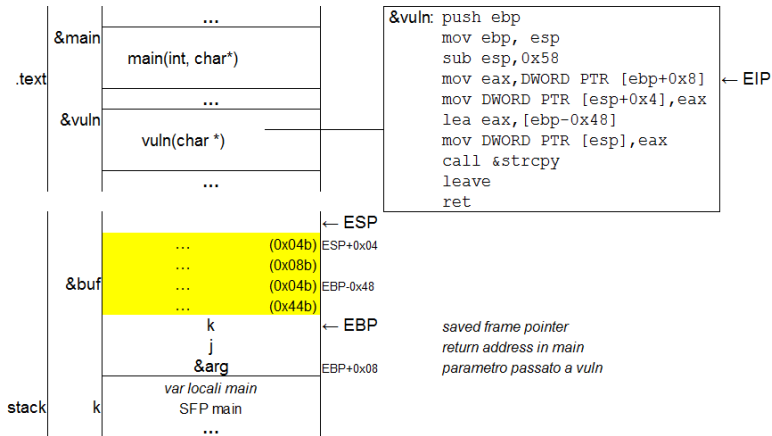 ...
&main
main(int, char*)
.text
...
&vuln
vuln(char *)
...
&vuln: push ebp
mov ebp, esp
sub esp,0x58
mov eax,DWORD PTR [ebp+0x8] ← EIP
mov DWORD PTR [esp+0x4],eax
lea eax,[ebp-0x48]
mov DWORD PTR [esp],eax
call &strcpy
leave
ret
← ESP
... (0x04b) ESP+0x04
... (0x08b)
&buf ... (0x04b) EBP-0x48
... (0x44b)
k ← EBP saved frame pointer
j return address in main
&arg EBP+0x08 parametro passato a vuln
var locali main
stack k SFP main
...